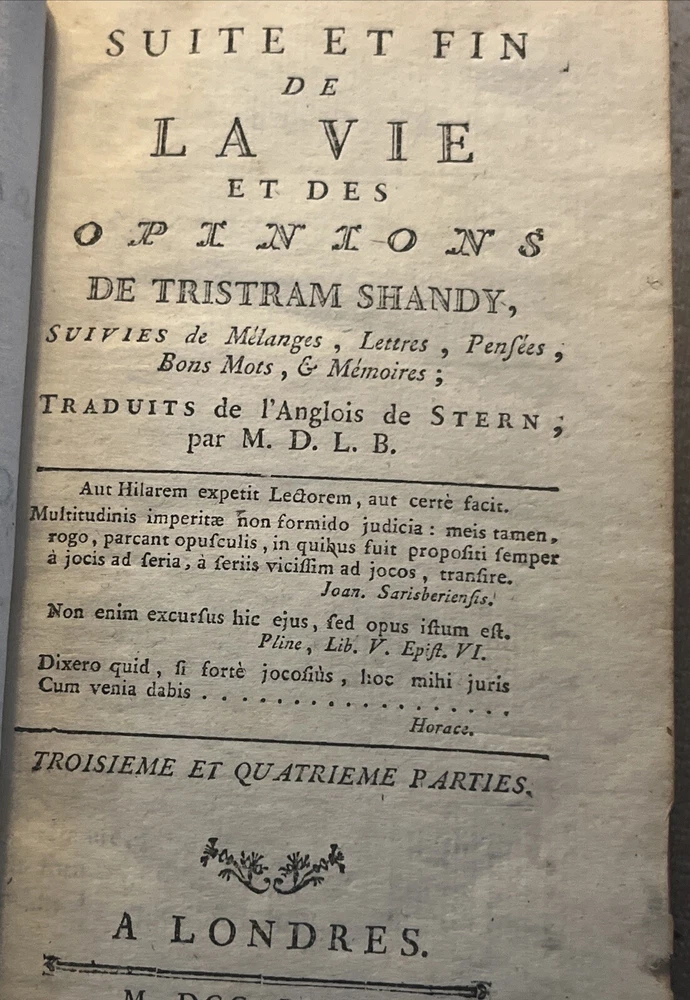 SUITE ET FIN
DE
LA VIE
ET DES
OPINIONS
DE TRISTRAM SHANDY,
SUIVIES de Mélanges, Lettres, Penſées,
Bons Mots, & Mémoires;
TRADUITS de l'Anglois de STERN;
par M. D. L. B.
Aut Hilarem expetit Lectorem, aut certè facit.
Multitudinis imperitæ non formido judicia: meis tamen,
rogo, parcant opuſculis, in quibus fuit propoſiti ſemper
à jocis ad ſeria, à ſeriis viciſſim ad jocos, tranſire.
Joan. Sarisberienſis.
Non enim excurſus hic ejus, ſed opus iſtum eſt.
Pline, Lib. V. Epiſt. VI.
Dixero quid, ſi fortè jocoſiùs, hoc mihi juris
Cum venia dabis . . . . . . . . . . . . . . . . . .
Horace.
TROISIEME ET QUATRIEME PARTIES.
A LONDRES.